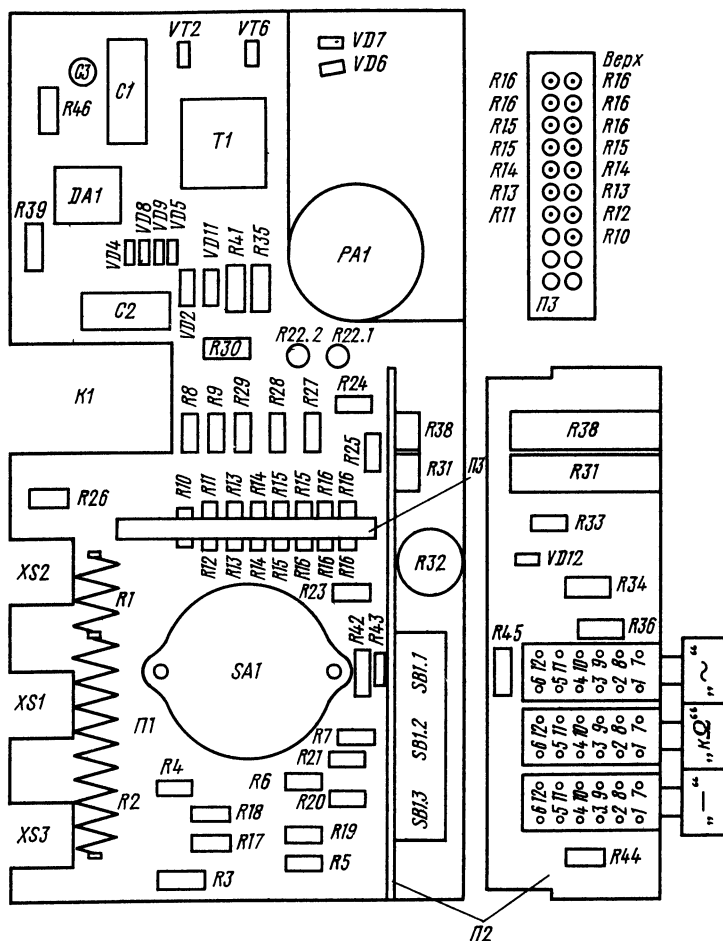 VT2 VT6
VD7
VD6
C3
C1
R46
T1
DA1
R39
VD4 VD8 VD9 VD5
VD2 VD11 R41 R35
PA1
C2
R30
R22.2 R22.1
K1
R8 R9 R29 R28 R27
R24
R25
R38
R31
П3
R26
R10 R11 R13 R14 R15 R15 R16 R16
R12 R13 R14 R15 R16 R16 R16
R32
XS2
R1
R23
SA1
R42 R43
SB1.1
XS1
П1
R7
R21
SB1.2
R4
R6
R20
R2
R18
SB1.3
XS3
R17
R19
R5
R3
П2
Верх
R16 R16
R16 R16
R15 R16
R15 R15
R14 R14
R13 R13
R11 R12
R10
П3
R38
R31
R33
VD12
R34
R36
R45
12 11 10 9 8 7
6 5 4 3 2 1
„~“
12 11 10 9 8 7
6 5 4 3 2 1
„кΩ“
12 11 10 9 8 7
6 5 4 3 2 1
„—“
R44